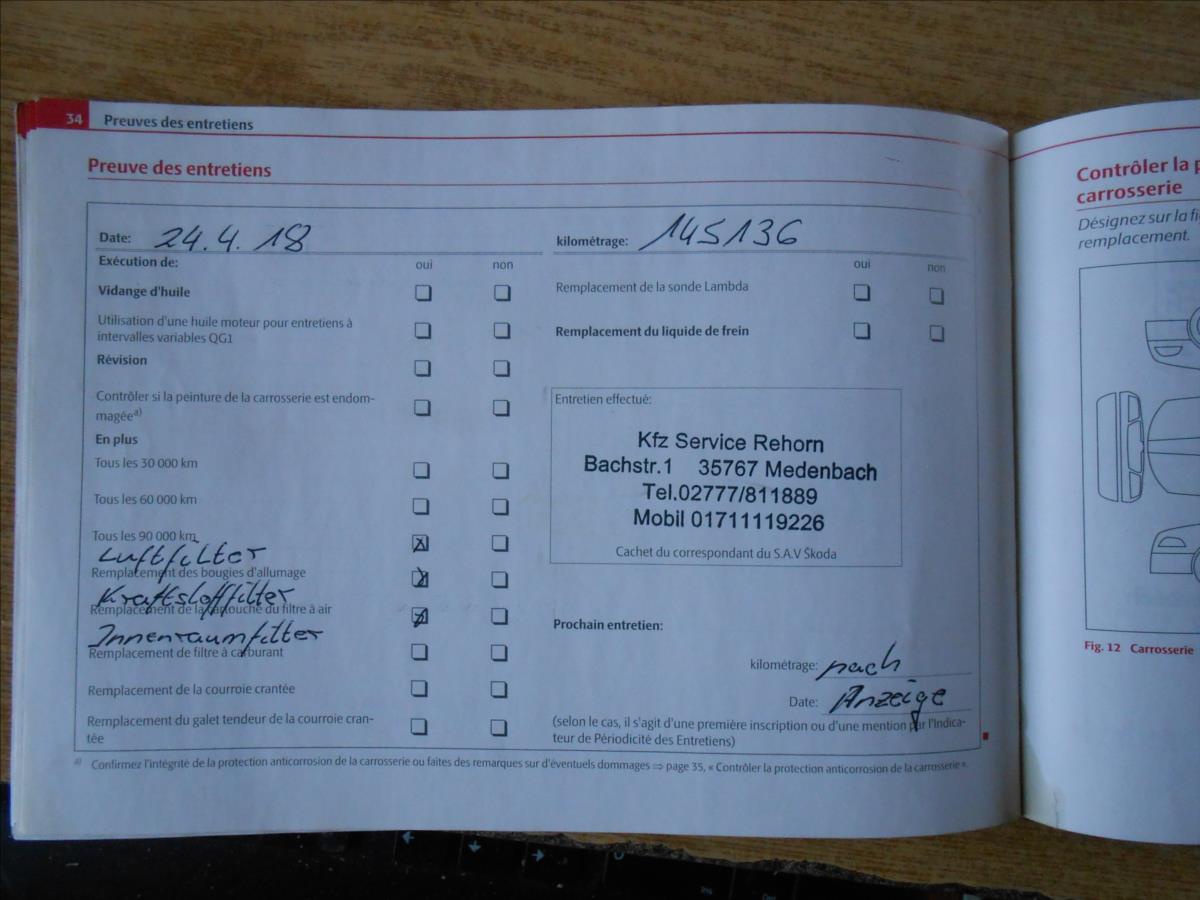 34 Preuves des entretiens
Preuve des entretiens
Date: 24.4.18
kilométrage: 145136
Exécution de: oui non
oui non
Vidange d'huile
Remplacement de la sonde Lambda
Utilisation d'une huile moteur pour entretiens à
intervalles variables QG1
Remplacement du liquide de frein
Révision
Contrôler si la peinture de la carrosserie est endom-
magée a)
En plus
Tous les 30 000 km
Tous les 60 000 km
Tous les 90 000 km
Luftfilter
Remplacement des bougies d'allumage
Kraftstofffilter
Remplacement de la cartouche du filtre à air
Innenraumfilter
Remplacement de filtre à carburant
Remplacement de la courroie crantée
Remplacement du galet tendeur de la courroie cran-
tée
Entretien effectué:
Kfz Service Rehorn
Bachstr.1 35767 Medenbach
Tel.02777/811889
Mobil 01711119226
Cachet du correspondant du S.A.V Škoda
Prochain entretien:
kilométrage: nach
Date: Anzeige
(selon le cas, il s'agit d'une première inscription ou d'une mention par l'Indica-
teur de Périodicité des Entretiens)
a) Confirmez l'intégrité de la protection anticorrosion de la carrosserie ou faites des remarques sur d'éventuels dommages ⇒ page 35, « Contrôler la protection anticorrosion de la carrosserie ».
Contrôler la
carrosserie
Désignez sur la
remplacement.
Fig. 12 Carrosserie